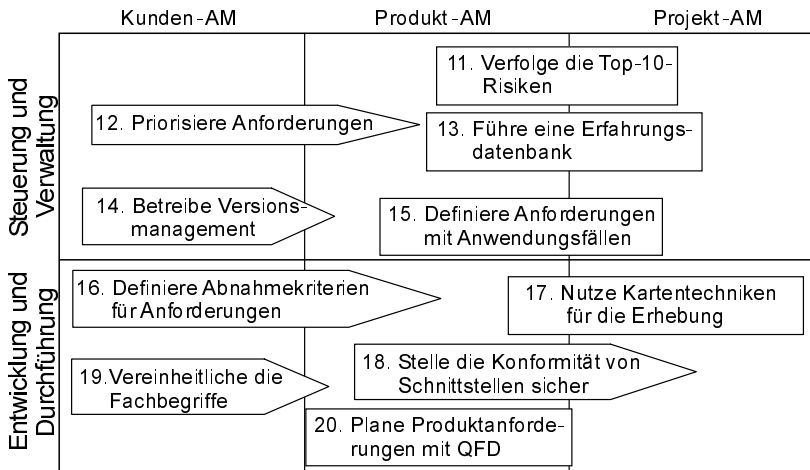 Kunden-AM
Produkt-AM
Projekt-AM
Steuerung und
Verwaltung
11. Verfolge die Top-10-
Risiken
12. Priorisiere Anforderungen
13. Führe eine Erfahrungs-
datenbank
14. Betreibe Versions-
management
15. Definiere Anforderungen
mit Anwendungsfällen
Entwicklung und
Durchführung
16. Definiere Abnahmekriterien
für Anforderungen
17. Nutze Kartentechniken
für die Erhebung
18. Stelle die Konformität von
Schnittstellen sicher
19.Vereinheitliche die
Fachbegriffe
20. Plane Produktanforde-
rungen mit QFD